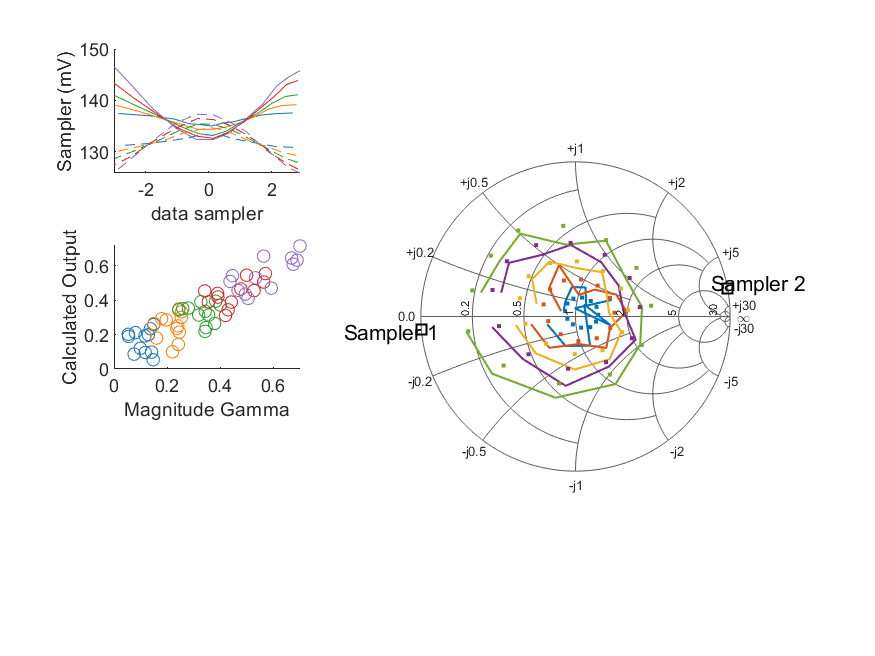 150
140
130
Sampler (mV)
-2 0 2
data sampler
0.6
0.4
0.2
0
Calculated Output
0 0.2 0.4 0.6
Magnitude Gamma
+j1
+j0.5 +j2
+j0.2 +j5
Sampler 2
+j30
0.0 0.2 0.5 1 2 5 30 ∞
-j30
Sampler 1
-j0.2 -j5
-j0.5 -j2
-j1